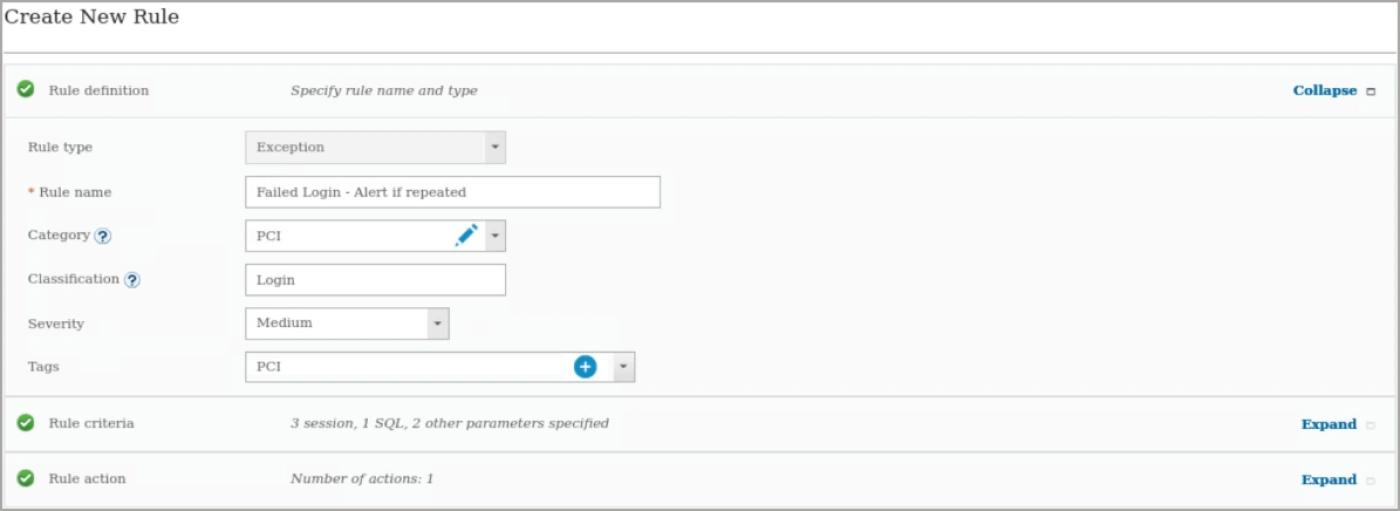 Create New Rule
Rule definition Specify rule name and type Collapse
Rule type Exception
* Rule name Failed Login - Alert if repeated
Category ? PCI
Classification ? Login
Severity Medium
Tags PCI
Rule criteria 3 session, 1 SQL, 2 other parameters specified Expand
Rule action Number of actions: 1 Expand